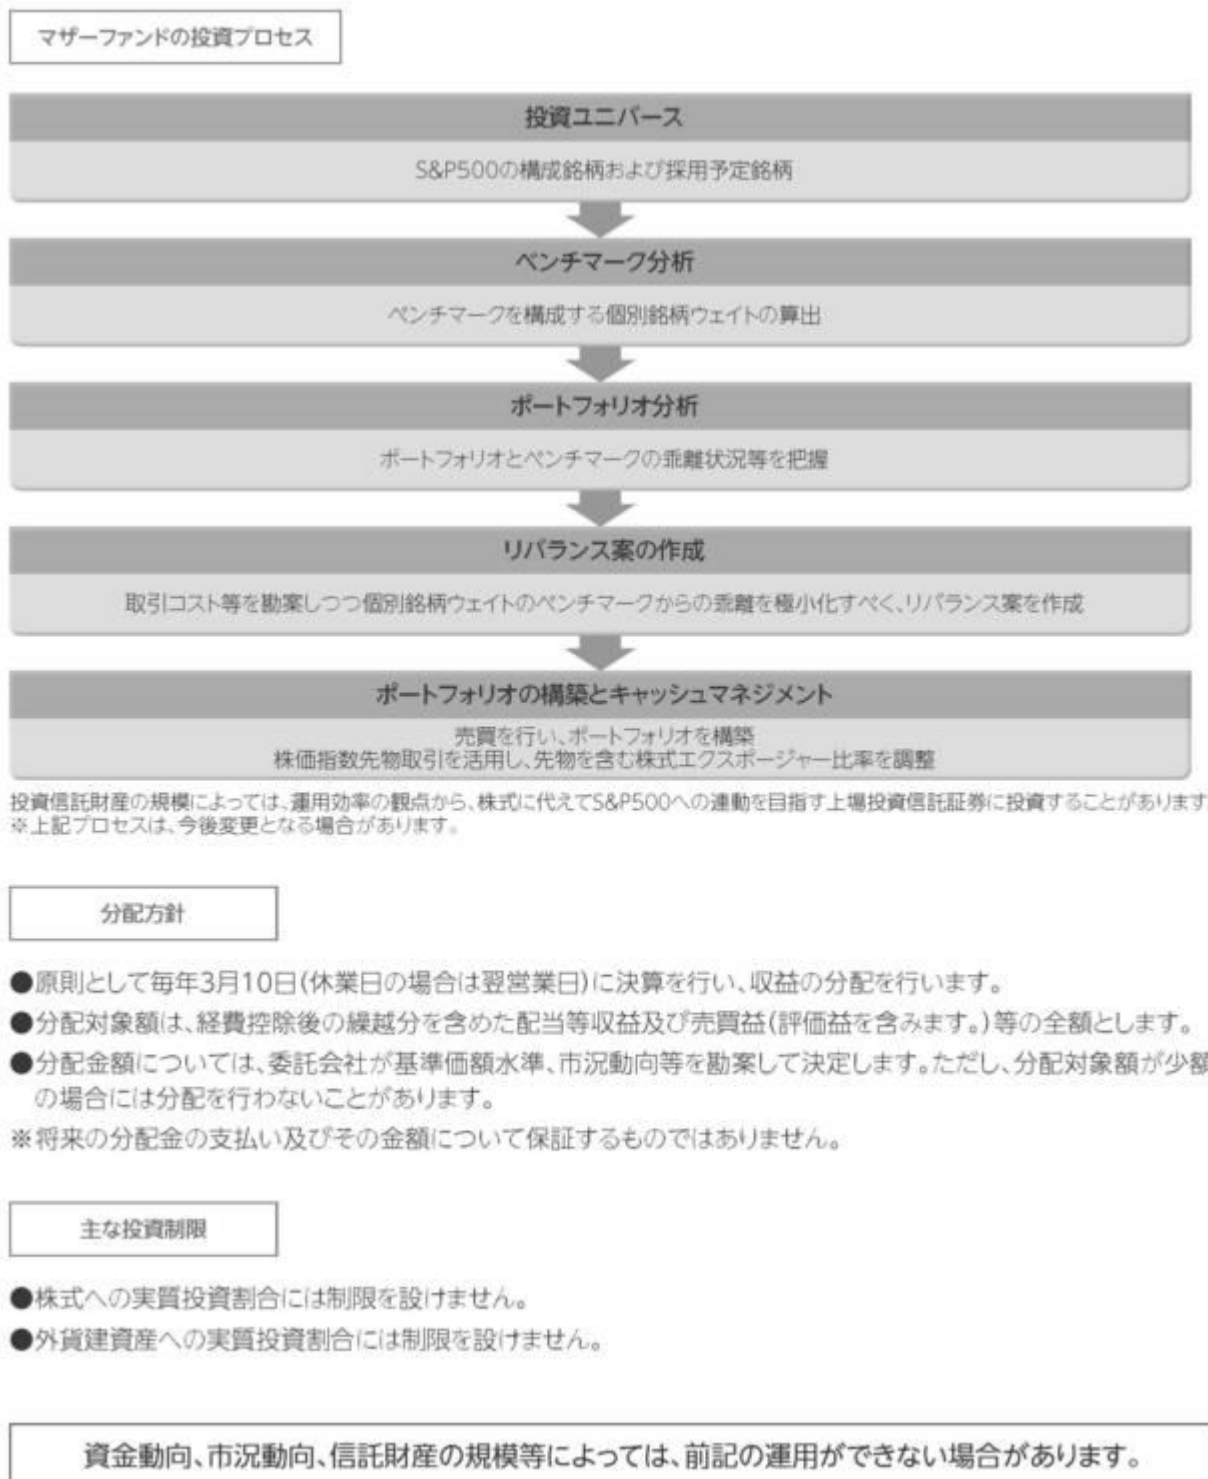 マザーファンドの投資プロセス
投資ユニバース
S&P500の構成銘柄および採用予定銘柄
ベンチマーク分析
ベンチマークを構成する個別銘柄ウェイトの算出
ポートフォリオ分析
ポートフォリオとベンチマークの乖離状況等を把握
リバランス案の作成
取引コスト等を勘案しつつ個別銘柄ウェイトのベンチマークからの乖離を極小化すべく、リバランス案を作成
ポートフォリオの構築とキャッシュマネジメント
売買を行い、ポートフォリオを構築
株価指数先物取引を活用し、先物を含む株式エクスポージャー比率を調整
投資信託財産の規模によっては、運用効率の観点から、株式に代えてS&P500への連動を目指す上場投資信託証券に投資することがあります
※上記プロセスは、今後変更となる場合があります。
分配方針
●原則として毎年3月10日(休業日の場合は翌営業日)に決算を行い、収益の分配を行います。
●分配対象額は、経費控除後の繰越分を含めた配当等収益及び売買益(評価益を含みます。)等の全額とします。
●分配金額については、委託会社が基準価額水準、市況動向等を勘案して決定します。ただし、分配対象額が少額
の場合には分配を行わないことがあります。
※将来の分配金の支払い及びその金額について保証するものではありません。
主な投資制限
●株式への実質投資割合には制限を設けません。
●外貨建資産への実質投資割合には制限を設けません。
資金動向、市況動向、信託財産の規模等によっては、前記の運用ができない場合があります。